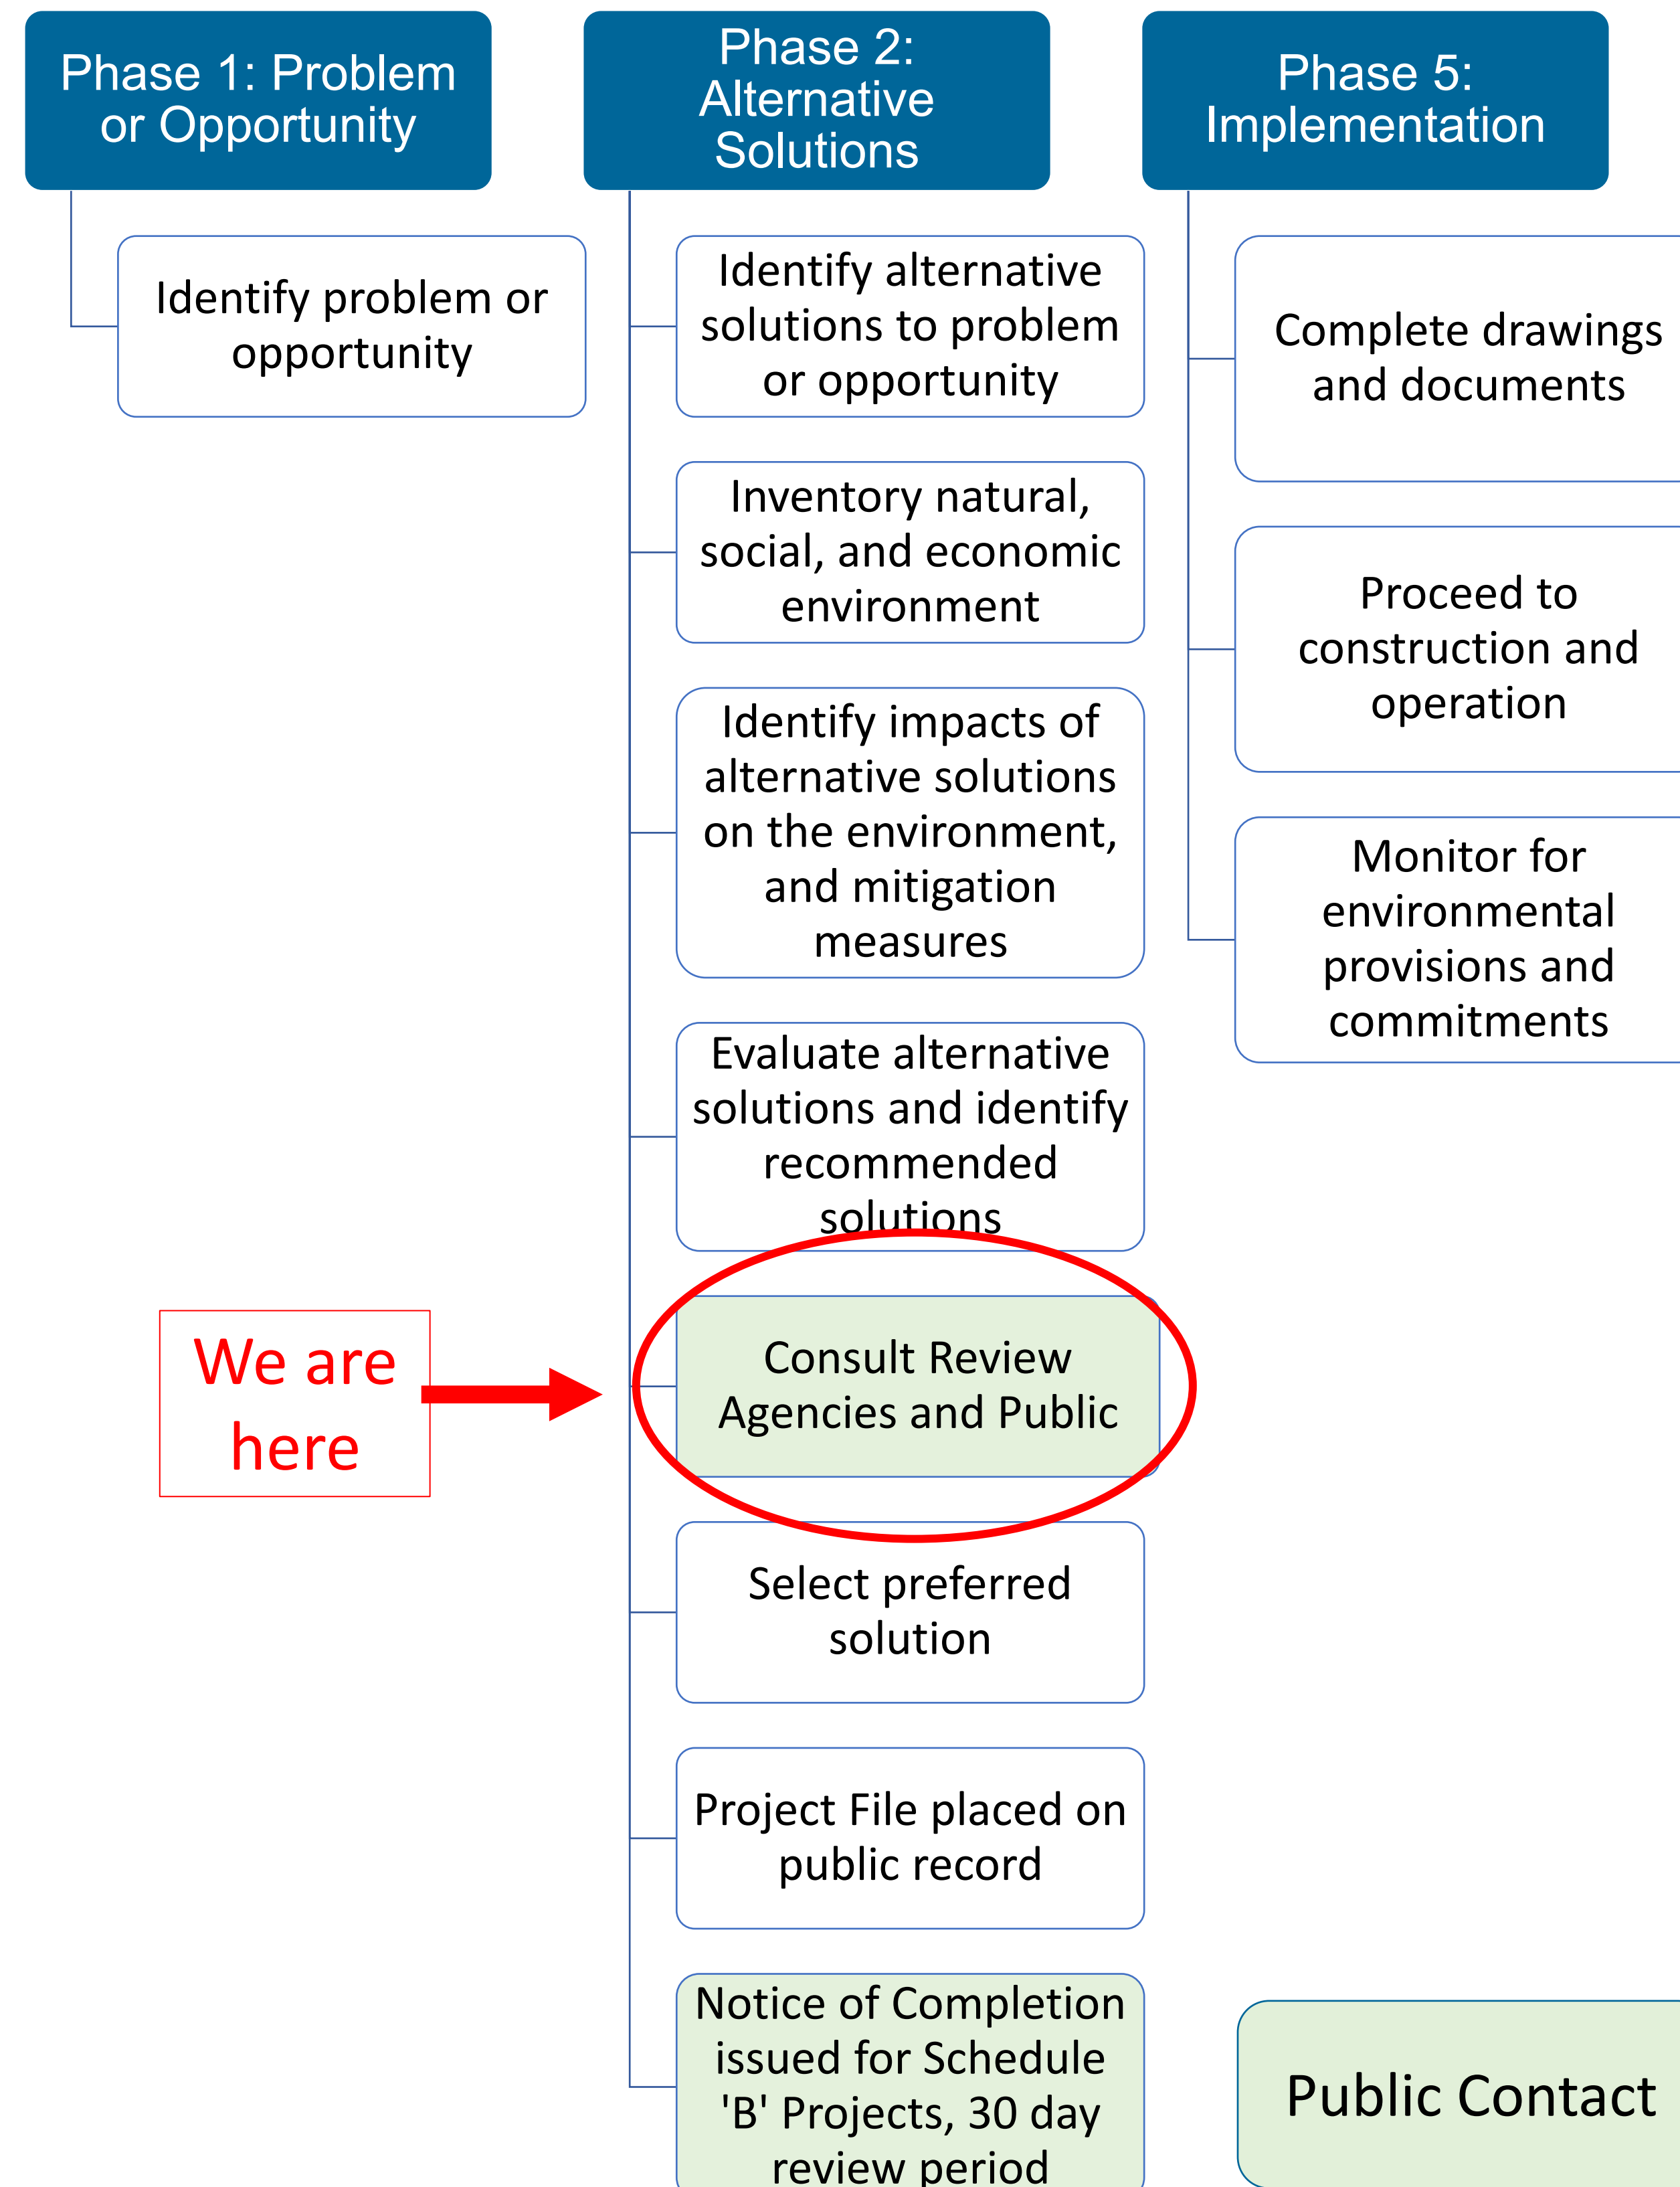 Phase 1: Problem
or Opportunity
Identify problem or
opportunity
Phase 2:
Alternative
Solutions
Identify alternative
solutions to problem
or opportunity
Inventory natural,
social, and economic
environment
Identify impacts of
alternative solutions
on the environment,
and mitigation
measures
Evaluate alternative
solutions and identify
recommended
solutions
We are
here
Consult Review
Agencies and Public
Select preferred
solution
Project File placed on
public record
Notice of Completion
issued for Schedule
'B' Projects, 30 day
review period
Phase 5:
Implementation
Complete drawings
and documents
Proceed to
construction and
operation
Monitor for
environmental
provisions and
commitments
Public Contact